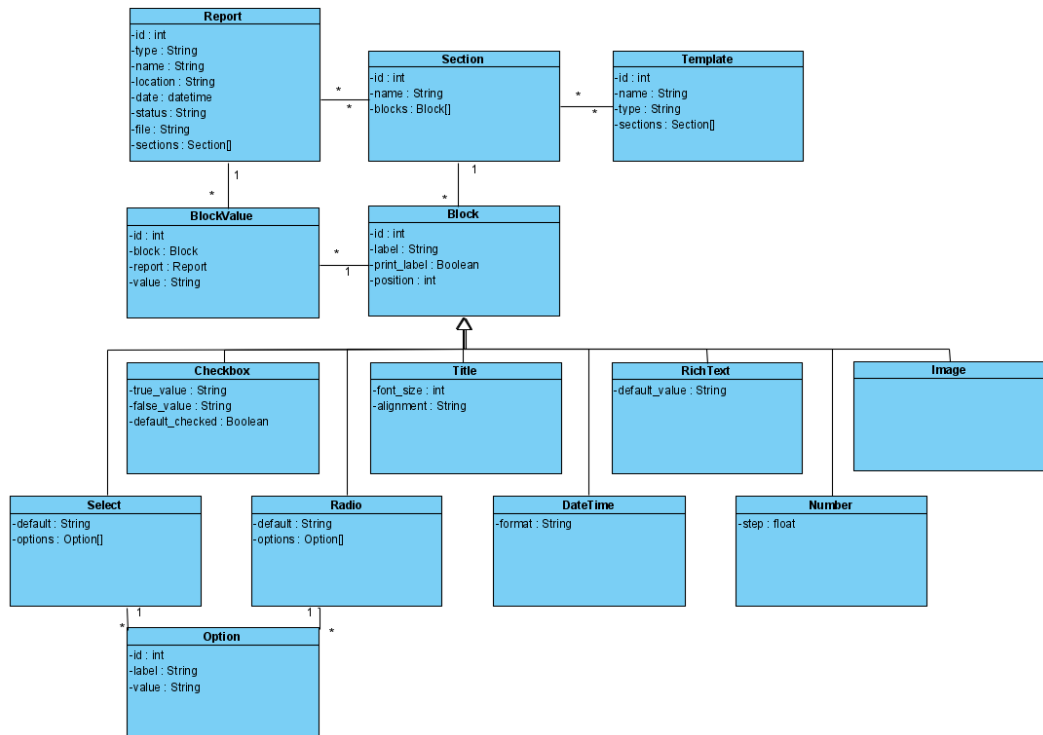 Report
-id : int
-type : String
-name : String
-location : String
-date : datetime
-status : String
-file : String
-sections : Section[]
Section
-id : int
-name : String
-blocks : Block[]
Template
-id : int
-name : String
-type : String
-sections : Section[]
*
*
*
*
1
*
1
*
BlockValue
-id : int
-block : Block
-report : Report
-value : String
*
1
Block
-id : int
-label : String
-print_label : Boolean
-position : int
Checkbox
-true_value : String
-false_value : String
-default_checked : Boolean
Title
-font_size : int
-alignment : String
RichText
-default_value : String
Image
Select
-default : String
-options : Option[]
Radio
-default : String
-options : Option[]
DateTime
-format : String
Number
-step : float
1
*
1
*
Option
-id : int
-label : String
-value : String